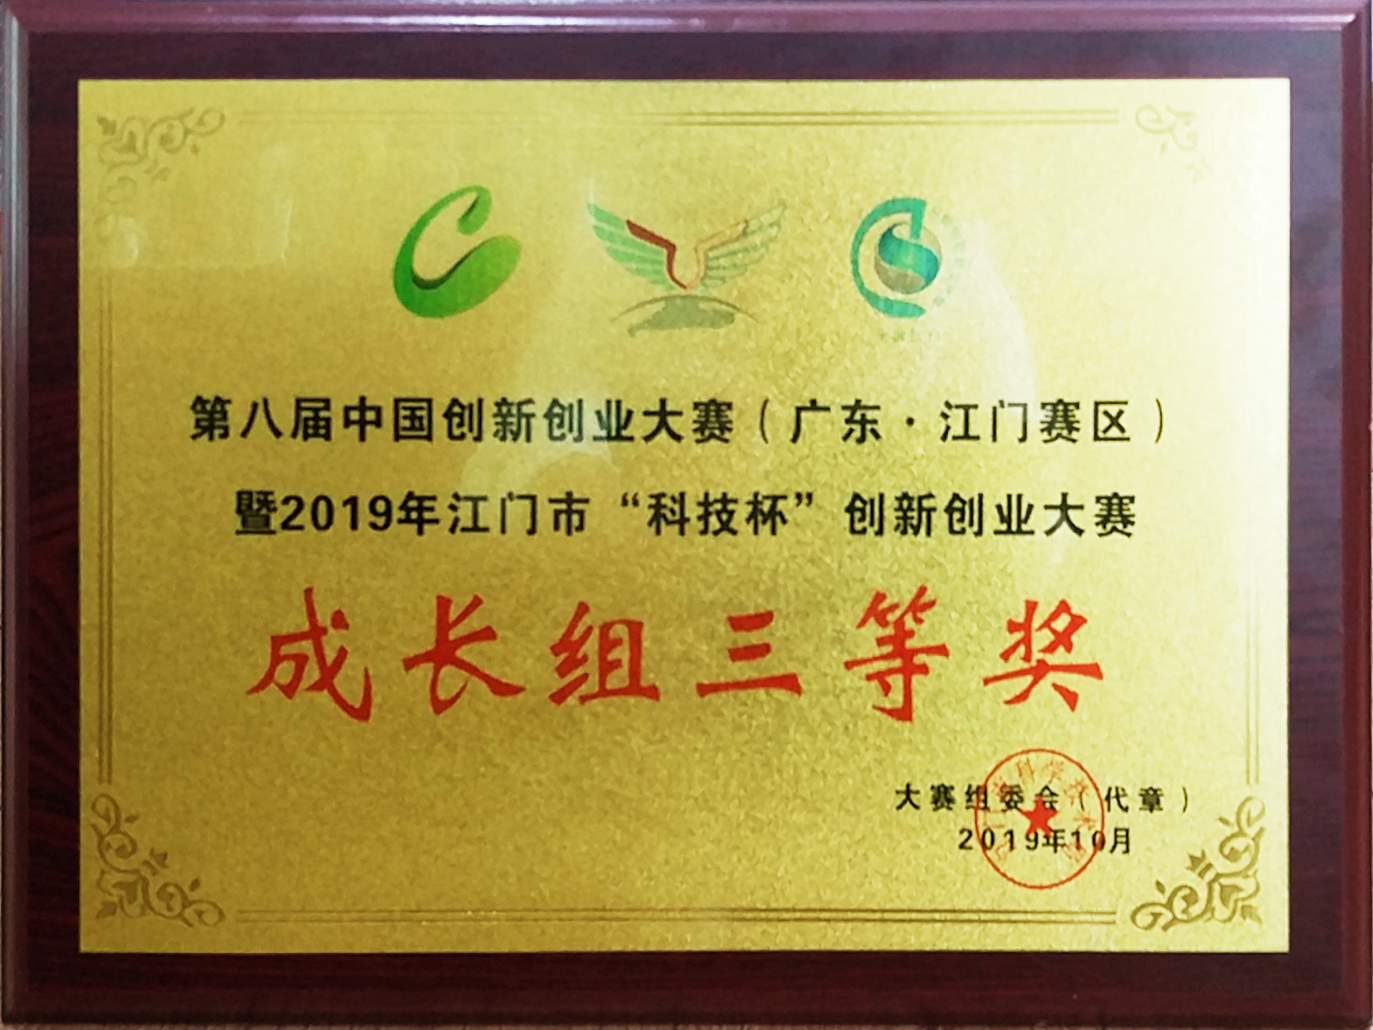 第八届中国创新创业大赛（广东·江门赛区）
暨2019年江门市“科技杯”创新创业大赛
成长组三等奖
大赛组委会（代章）
2019年10月